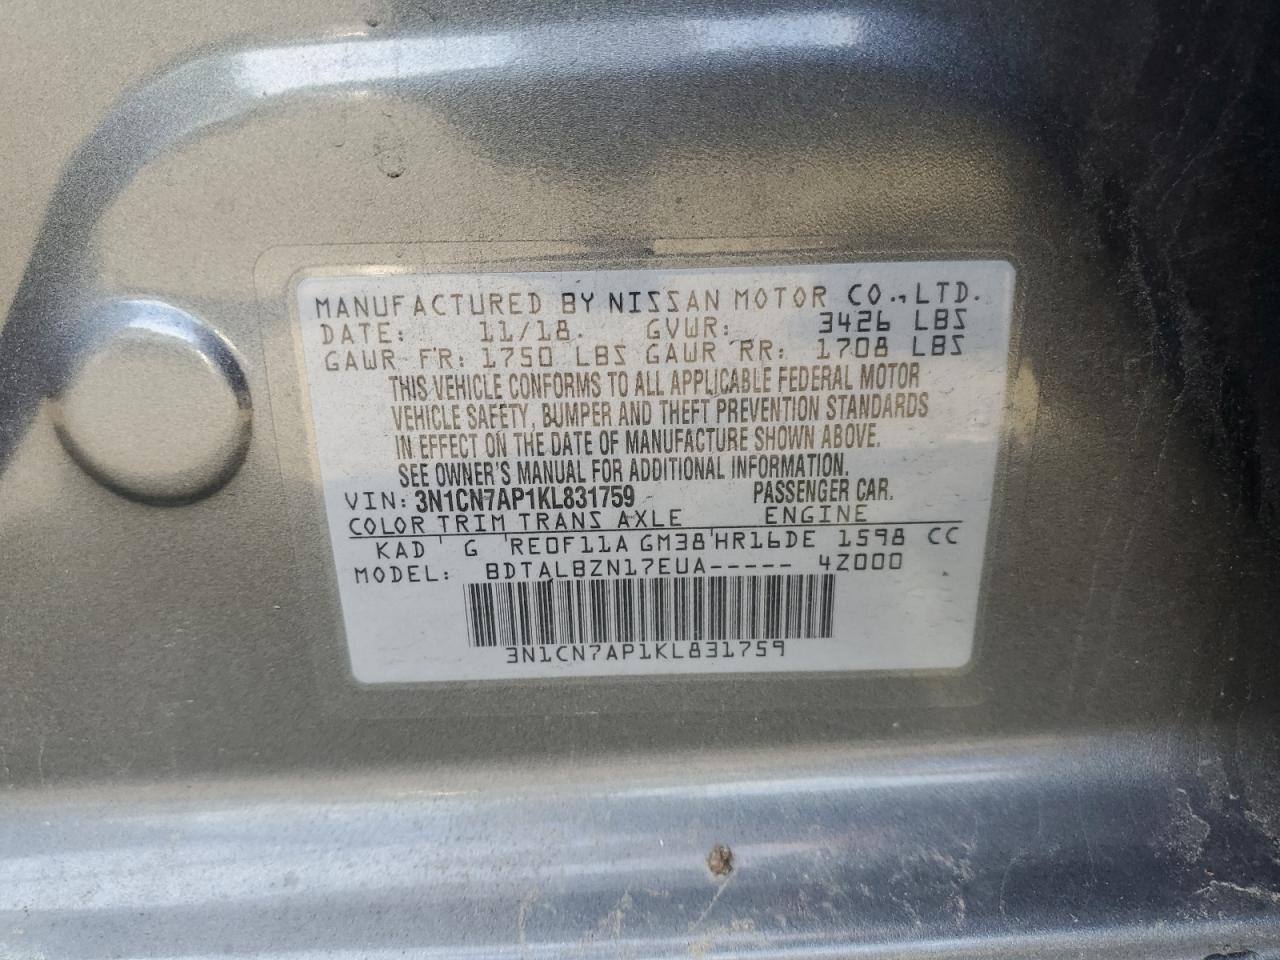 MANUFACTURED BY NISSAN MOTOR CO.,LTD.
DATE: 11/18. GVWR: 3426 LBS
GAWR FR: 1750 LBS GAWR RR: 1708 LBS
THIS VEHICLE CONFORMS TO ALL APPLICABLE FEDERAL MOTOR
VEHICLE SAFETY, BUMPER AND THEFT PREVENTION STANDARDS
IN EFFECT ON THE DATE OF MANUFACTURE SHOWN ABOVE.
SEE OWNER'S MANUAL FOR ADDITIONAL INFORMATION.
VIN: 3N1CN7AP1KL831759 PASSENGER CAR.
COLOR TRIM TRANS AXLE ENGINE
KAD G RE0F11A GM38 HR16DE 1598 CC
MODEL: BDTALBZN17EUA----- 4Z000
3N1CN7AP1KL831759